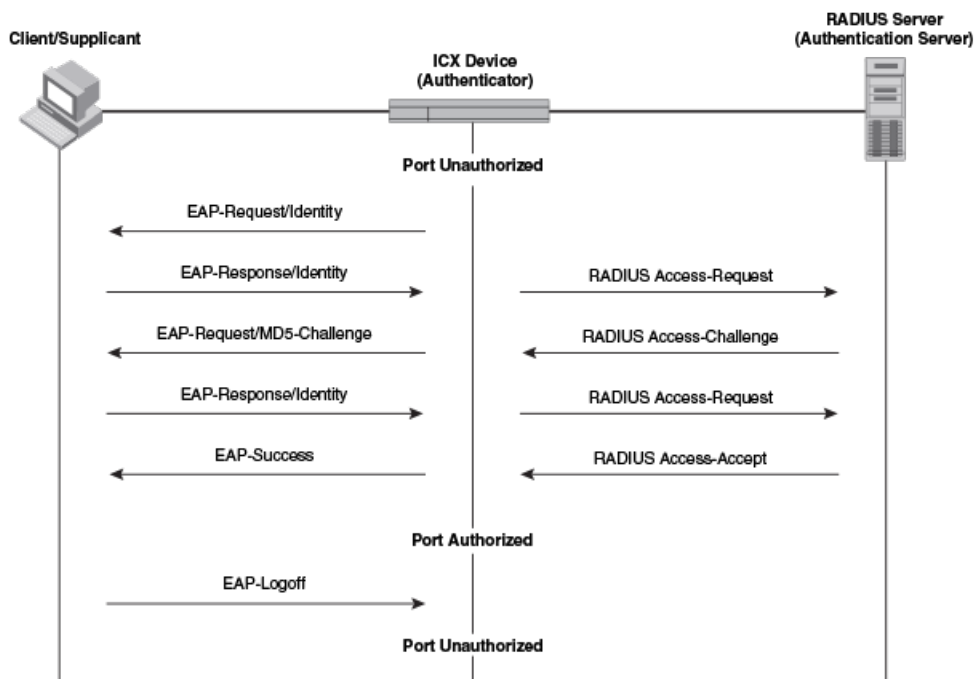 RADIUS Server
(Authentication Server)
Client/Supplicant
ICX Device
(Authenticator)
Port Unauthorized
EAP-Request/Identity
EAP-Response/Identity
RADIUS Access-Request
EAP-Request/MD5-Challenge
RADIUS Access-Challenge
EAP-Response/Identity
RADIUS Access-Request
EAP-Success
RADIUS Access-Accept
Port Authorized
EAP-Logoff
Port Unauthorized